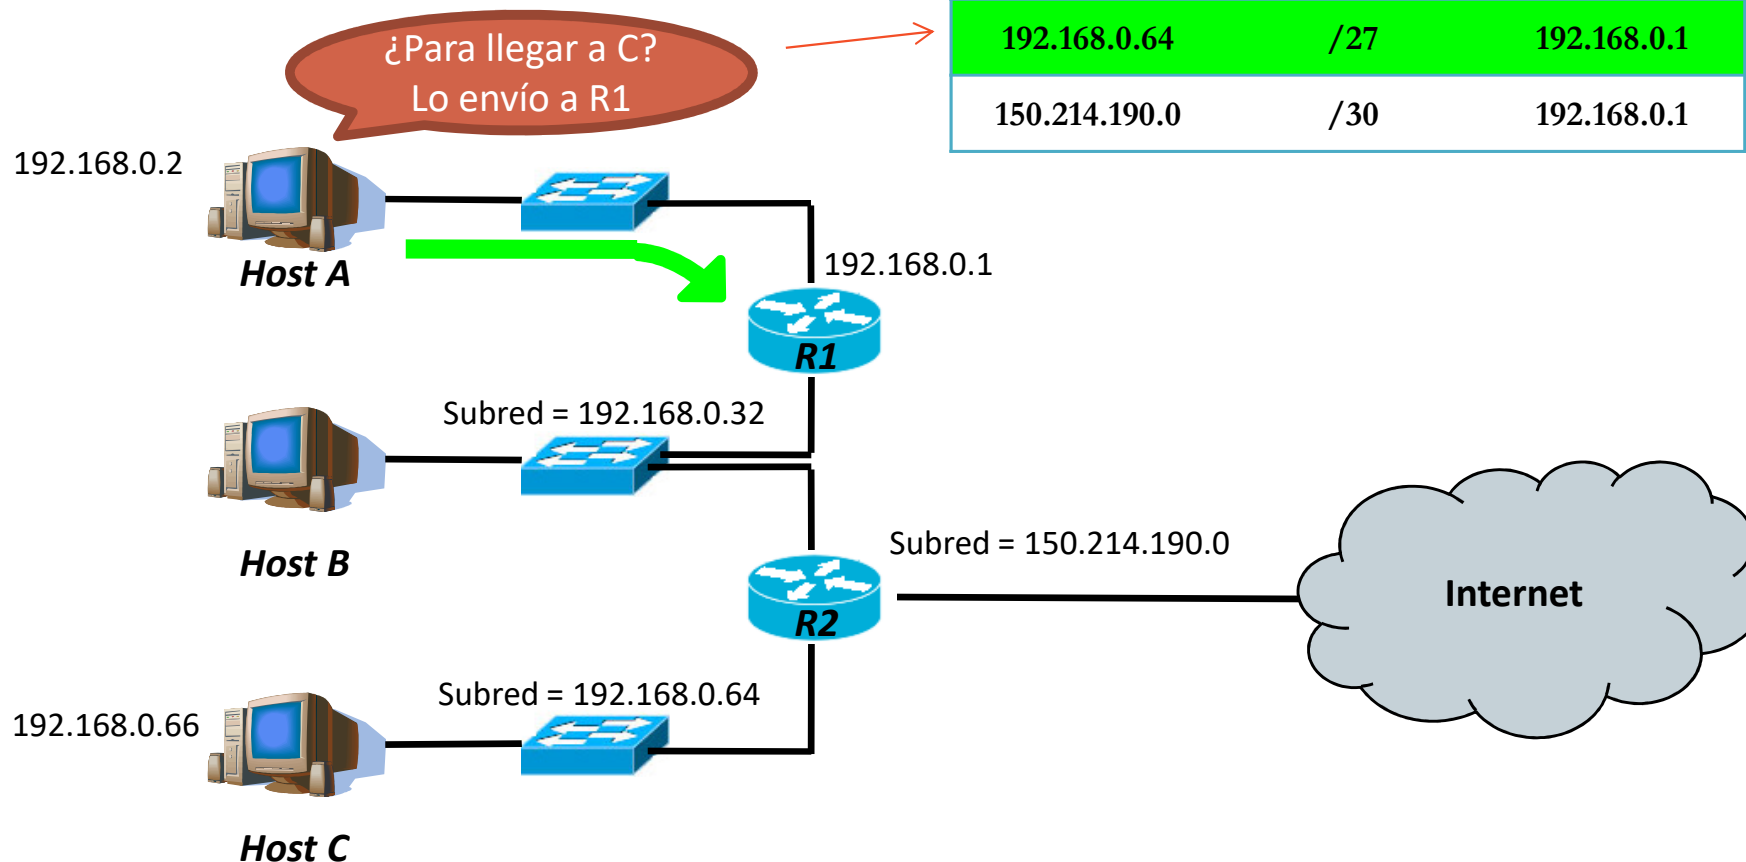 ¿Para llegar a C?
Lo envío a R1
192.168.0.64 /27 192.168.0.1
150.214.190.0 /30 192.168.0.1
192.168.0.2
Host A
192.168.0.1
R1
Subred = 192.168.0.32
Host B
Subred = 150.214.190.0
Internet
R2
Subred = 192.168.0.64
192.168.0.66
Host C